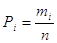 P_i = m_i / n